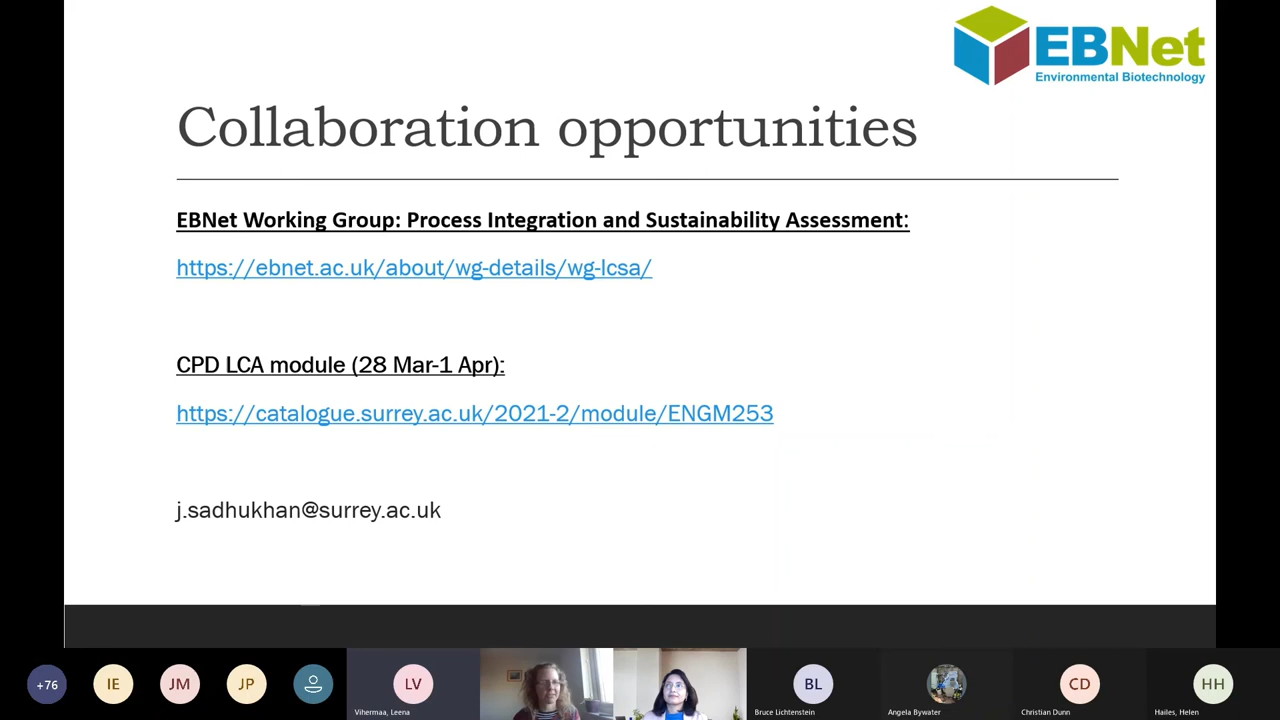 EBNet
Environmental Biotechnology
Collaboration opportunities
EBNet Working Group: Process Integration and Sustainability Assessment:
https://ebnet.ac.uk/about/wg-details/wg-lcsa/
CPD LCA module (28 Mar-1 Apr):
https://catalogue.surrey.ac.uk/2021-2/module/ENGM253
j.sadhukhan@surrey.ac.uk
+76
IE
JM
JP
LV
BL
CD
HH
Vihermaa, Leena
Bruce Lichtenstein
Angela Bywater
Christian Dunn
Hailes, Helen